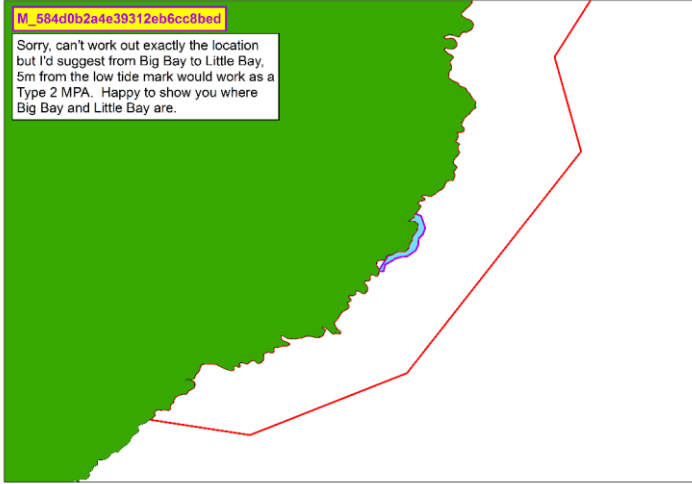 M_584d0b2a4e39312eb6cc8bed
Sorry, can't work out exactly the location
but I'd suggest from Big Bay to Little Bay,
5m from the low tide mark would work as a
Type 2 MPA.  Happy to show you where
Big Bay and Little Bay are.